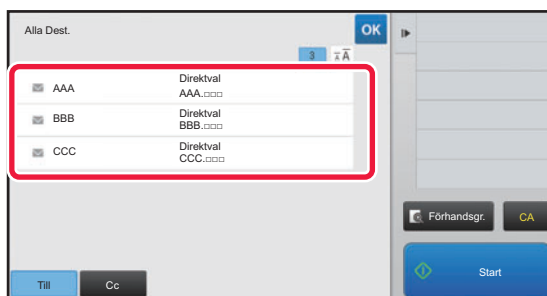 Alla Dest.
OK
3
AAA
Direktval
AAA.□□□
BBB
Direktval
BBB.□□□
CCC
Direktval
CCC.□□□
Förhandsgr.
CA
Till
Cc
Start